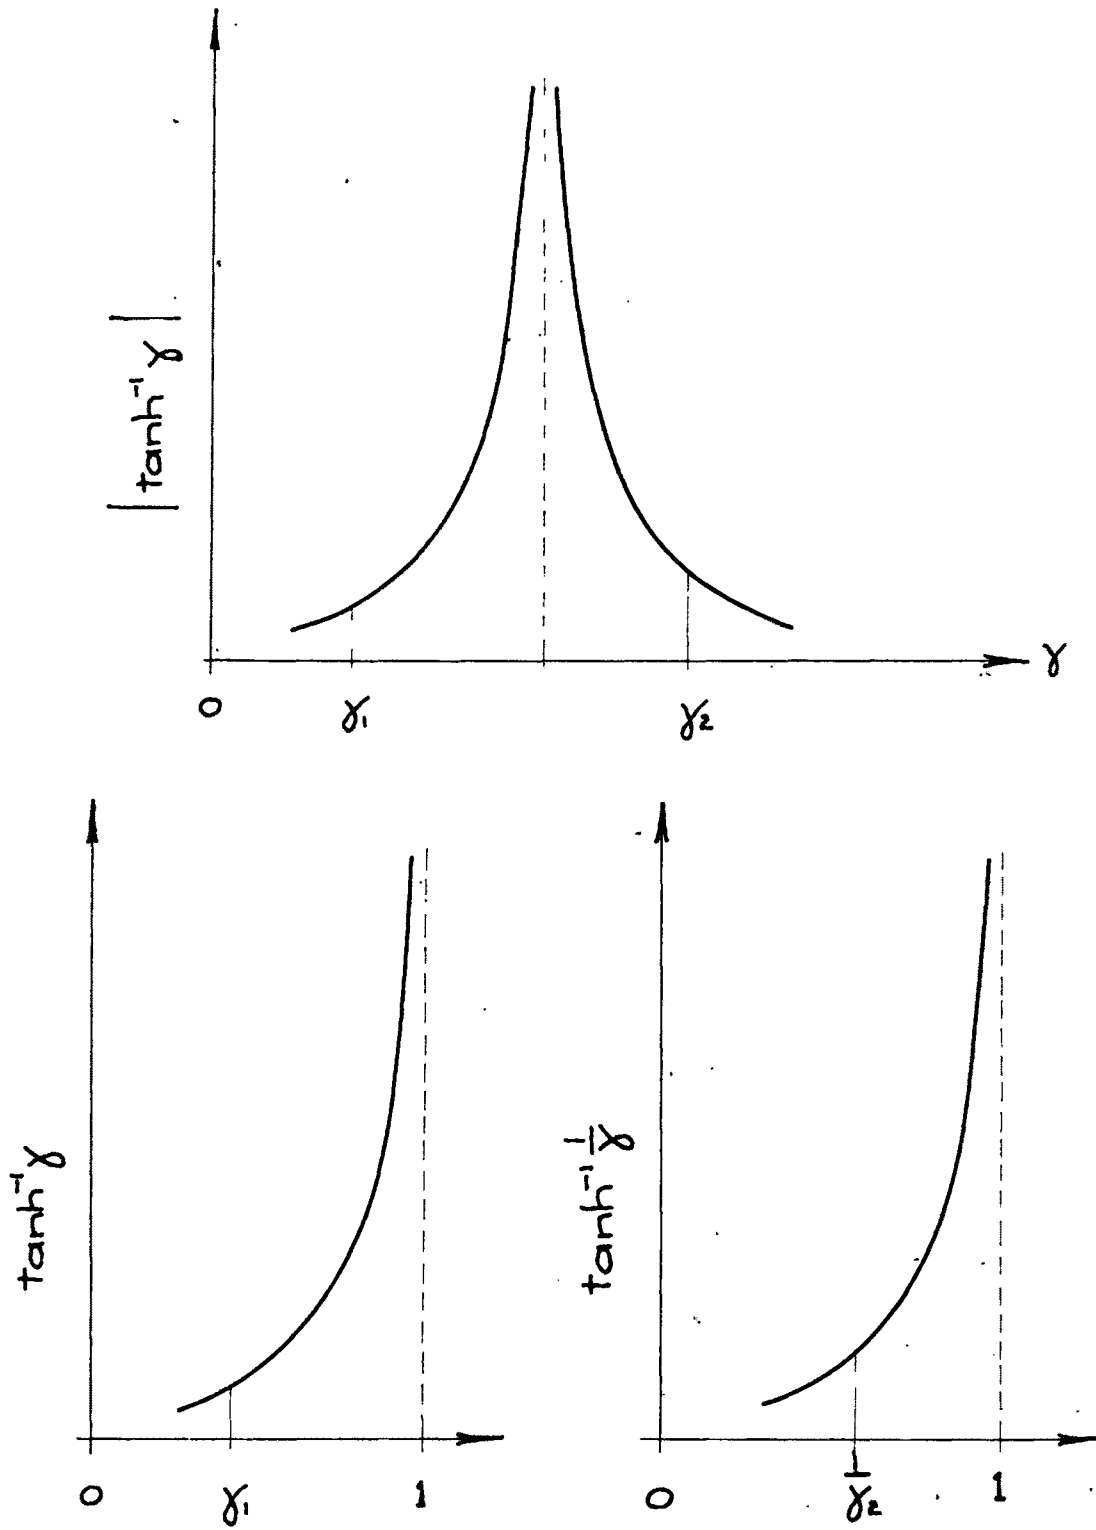 | tanh⁻¹ γ |
γ
0 γ₁ γ₂
tanh⁻¹ γ
0 γ₁ 1
tanh⁻¹ 1/γ
0 1/γ₂ 1